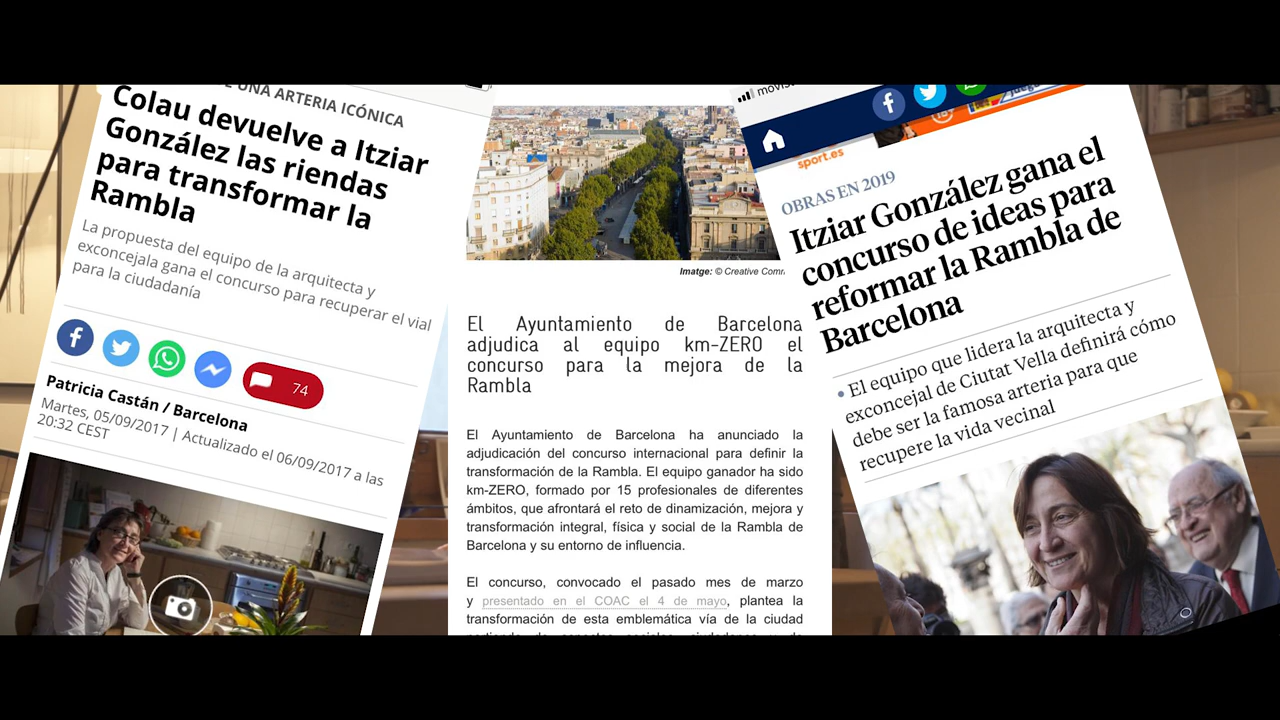 UNA ARTERIA ICÓNICA
Colau devuelve a Itziar
González las riendas
para transformar la
Rambla
La propuesta del equipo de la arquitecta y
exconcejala gana el concurso para recuperar el vial
para la ciudadanía
74
Patricia Castán / Barcelona
Martes, 05/09/2017 | Actualizado el 06/09/2017 a las
20:32 CEST
Imatge: © Creative
El Ayuntamiento de Barcelona
adjudica al equipo km-ZERO el
concurso para la mejora de la
Rambla
El Ayuntamiento de Barcelona ha anunciado la
adjudicación del concurso internacional para definir la
transformación de la Rambla. El equipo ganador ha sido
km-ZERO, formado por 15 profesionales de diferentes
ámbitos, que afrontará el reto de dinamización, mejora y
transformación integral, física y social de la Rambla de
Barcelona y su entorno de influencia.
El concurso, convocado el pasado mes de marzo
y presentado en el COAC el 4 de mayo, plantea la
transformación de esta emblemática vía de la ciudad
sport.es
OBRAS EN 2019
Itziar González gana el
concurso de ideas para
reformar la Rambla de
Barcelona
• El equipo que lidera la arquitecta y
exconcejal de Ciutat Vella definirá cómo
debe ser la famosa arteria para que
recupere la vida vecinal